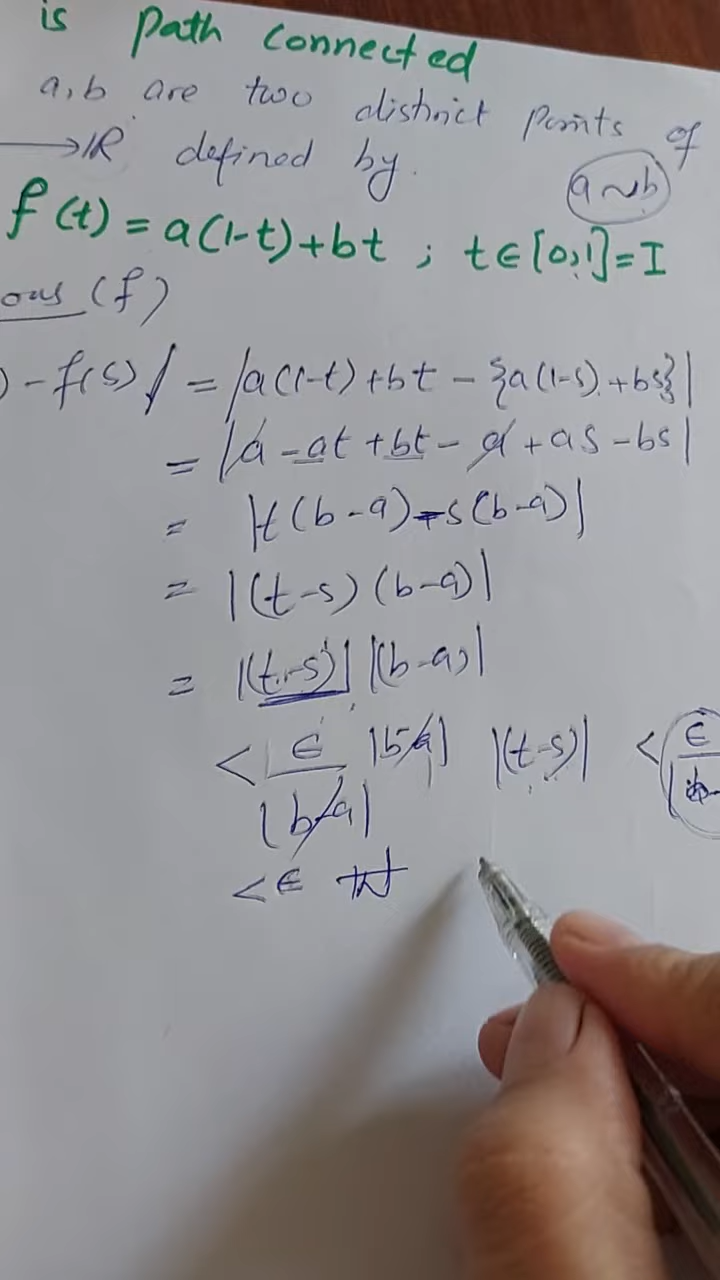 is path connected
a,b are two distinct points of
→ℝ defined by.
a~b
f(t) = a(1-t)+bt ; t∈[0,1]=I
ous (f)
) -f(s)| = |a(1-t)+bt - {a(1-s)+bs}|
= |a -at +bt- a +as -bs|
= |t(b-a)-s(b-a)|
= |(t-s)(b-a)|
= |(t-s)| |(b-a)|
< ∈/|b-a| |b-a| |(t-s)| < ∈/|b-
<∈